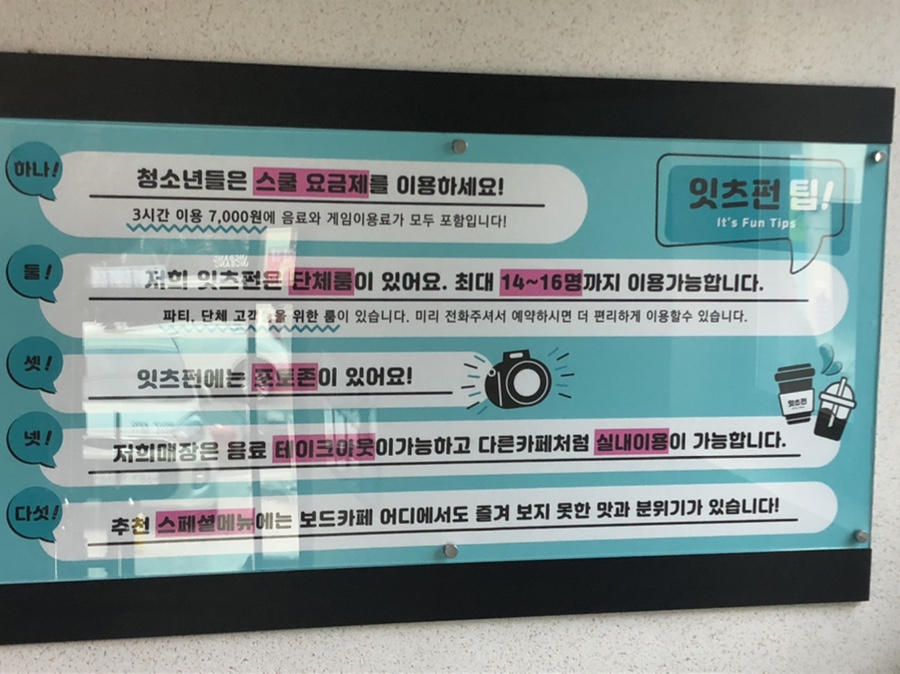 잇츠펀 팁!
It's Fun Tips
하나!
청소년들은 스쿨 요금제를 이용하세요!
3시간 이용 7,000원에 음료와 게임이용료가 모두 포함입니다!
둘!
저희 잇츠펀은 단체룸이 있어요. 최대 14~16명까지 이용가능합니다.
파티, 단체 고객을 위한 룸이 있습니다. 미리 전화주셔서 예약하시면 더 편리하게 이용할수 있습니다.
셋!
잇츠펀에는 포토존이 있어요!
잇츠펀
넷!
저희매장은 음료 테이크아웃이가능하고 다른카페처럼 실내이용이 가능합니다.
다섯!
추천 스페셜메뉴에는 보드카페 어디에서도 즐겨 보지 못한 맛과 분위기가 있습니다!